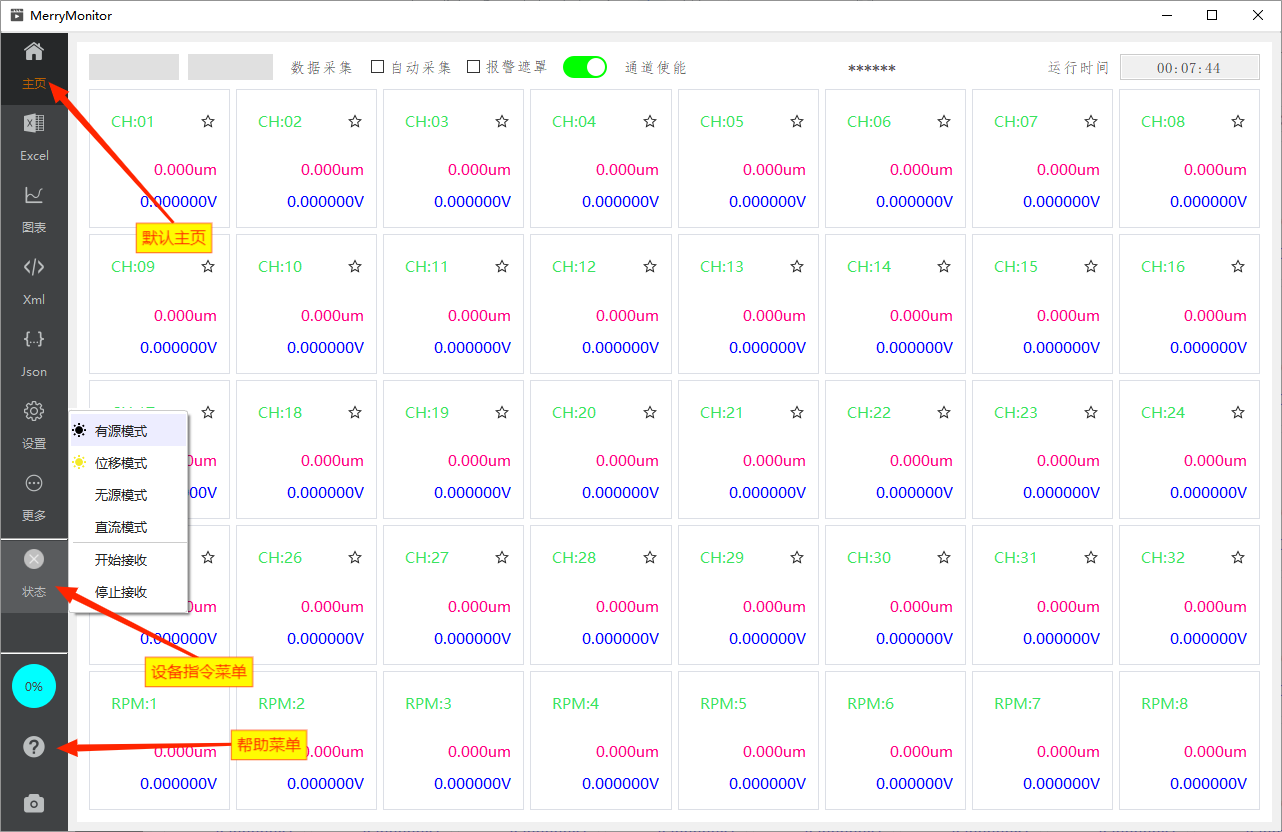 MerryMonitor
主页
Excel
图表
Xml
Json
设置
更多
状态
0%
数据采集 自动采集 报警遮罩 通道使能 ****** 运行时间 00:07:44
CH:01 CH:02 CH:03 CH:04 CH:05 CH:06 CH:07 CH:08
0.000um 0.000um 0.000um 0.000um 0.000um 0.000um 0.000um 0.000um
0.000000V 0.000000V 0.000000V 0.000000V 0.000000V 0.000000V 0.000000V 0.000000V
默认主页
CH:09 CH:10 CH:11 CH:12 CH:13 CH:14 CH:15 CH:16
0.000um 0.000um 0.000um 0.000um 0.000um 0.000um 0.000um 0.000um
0.000000V 0.000000V 0.000000V 0.000000V 0.000000V 0.000000V 0.000000V 0.000000V
CH:18 CH:19 CH:20 CH:21 CH:22 CH:23 CH:24
0um 0.000um 0.000um 0.000um 0.000um 0.000um 0.000um 0.000um
00V 0.000000V 0.000000V 0.000000V 0.000000V 0.000000V 0.000000V 0.000000V
有源模式
位移模式
无源模式
直流模式
开始接收
停止接收
CH:26 CH:27 CH:28 CH:29 CH:30 CH:31 CH:32
0um 0.000um 0.000um 0.000um 0.000um 0.000um 0.000um 0.000um
0.000000V 0.000000V 0.000000V 0.000000V 0.000000V 0.000000V 0.000000V 0.000000V
设备指令菜单
RPM:1 RPM:2 RPM:3 RPM:4 RPM:5 RPM:6 RPM:7 RPM:8
帮助菜单
0.000um 0.000um 0.000um 0.000um 0.000um 0.000um 0.000um 0.000um
0.000000V 0.000000V 0.000000V 0.000000V 0.000000V 0.000000V 0.000000V 0.000000V